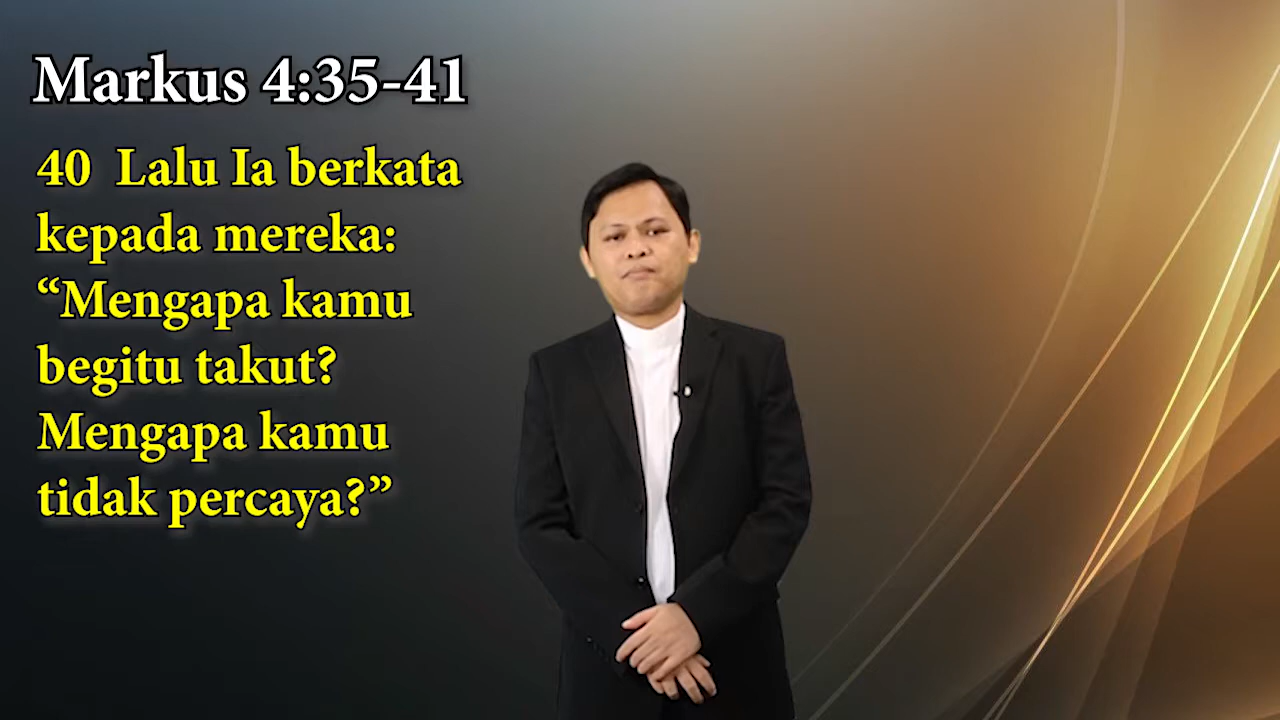 Markus 4:35-41
40 Lalu Ia berkata
kepada mereka:
“Mengapa kamu
begitu takut?
Mengapa kamu
tidak percaya?”